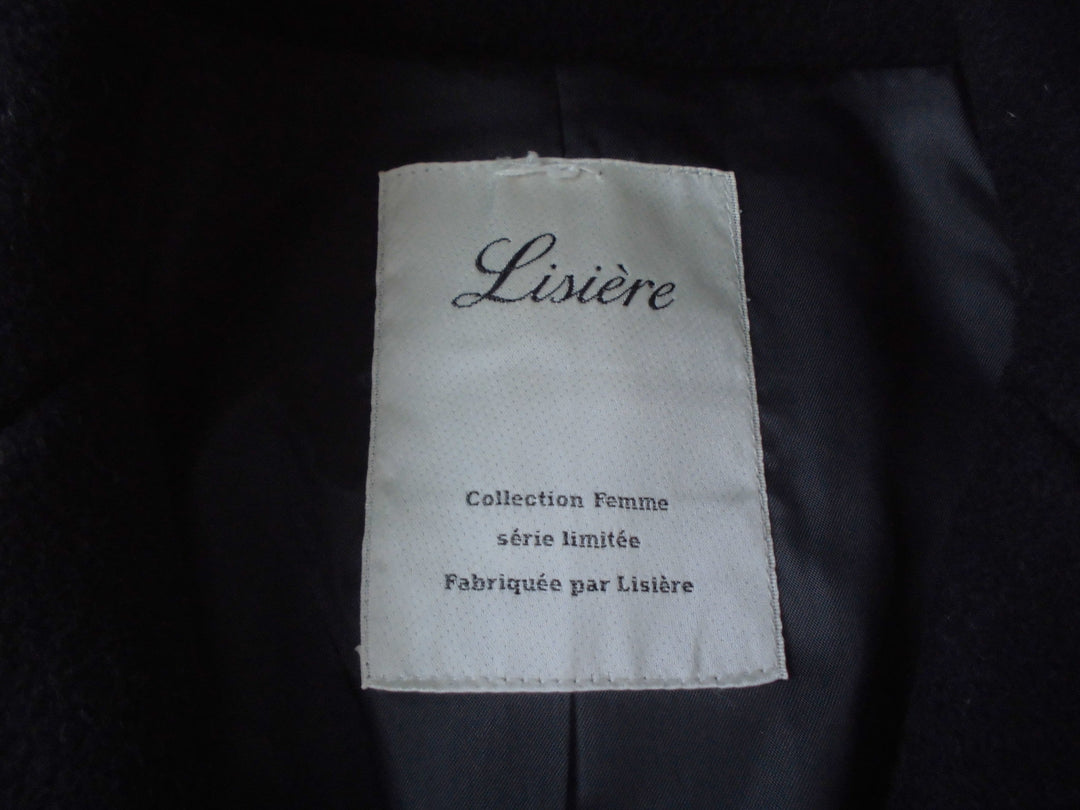 Lisière
Collection Femme
série limitée
Fabriquée par Lisière